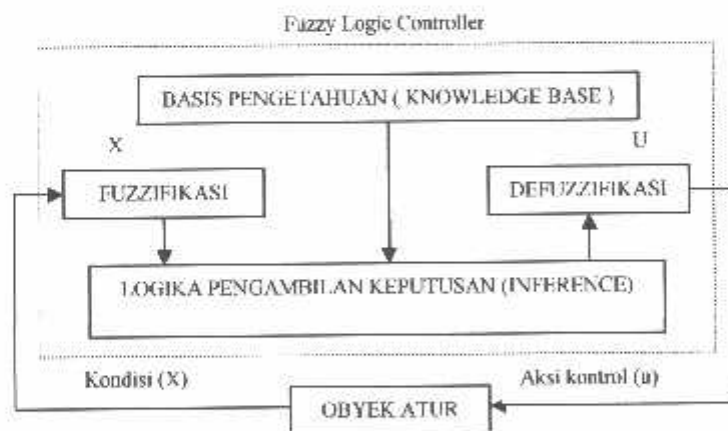 Fuzzy Logic Controller
BASIS PENGETAHUAN ( KNOWLEDGE BASE )
X
U
FUZZIFIKASI
DEFUZZIFIKASI
LOGIKA PENGAMBILAN KEPUTUSAN (INFERENCE)
Kondisi (X)
Aksi kontrol (u)
OBYEK ATUR